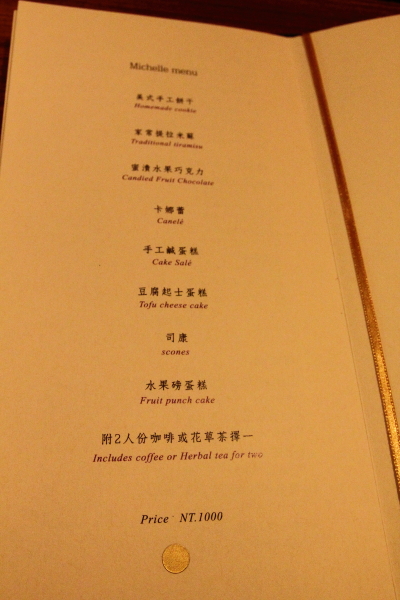 Michelle menu
美式手工餅干
Homemade cookie
家常提拉米蘇
Traditional tiramisu
蜜漬水果巧克力
Candied Fruit Chocolate
卡娜蕾
Canelé
手工鹹蛋糕
Cake Salé
豆腐起士蛋糕
Tofu cheese cake
司康
scones
水果磅蛋糕
Fruit punch cake
附2人份咖啡或花草茶擇一
Includes coffee or Herbal tea for two
Price NT.1000